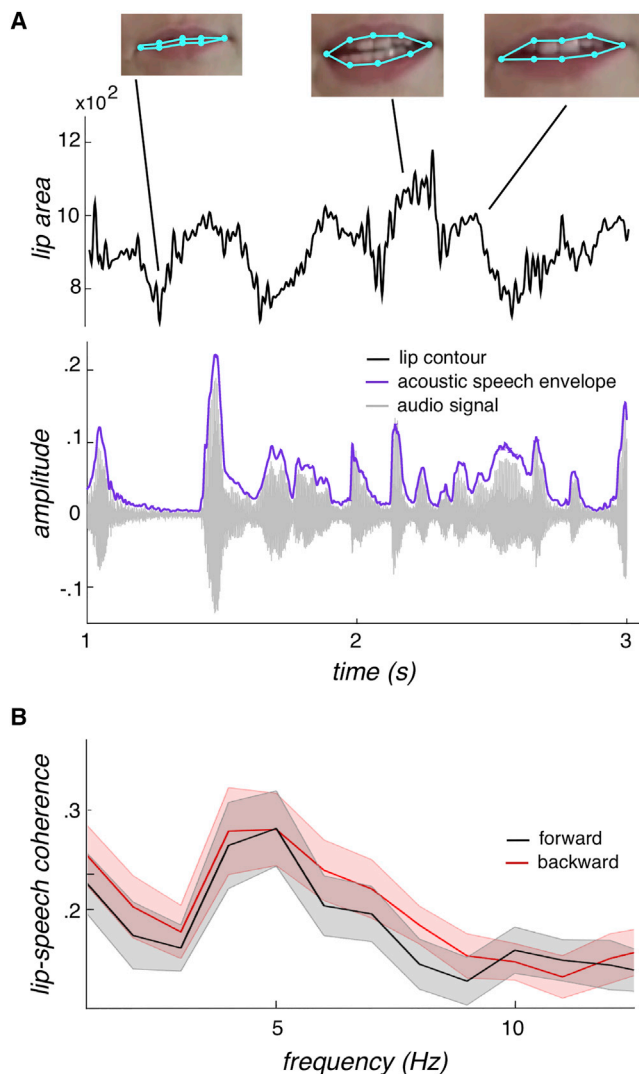 A
x10²
12
10
8
lip area
.2
.1
0
-.1
amplitude
lip contour
acoustic speech envelope
audio signal
1
2
3
time (s)
B
.3
.2
lip-speech coherence
forward
backward
5
10
frequency (Hz)